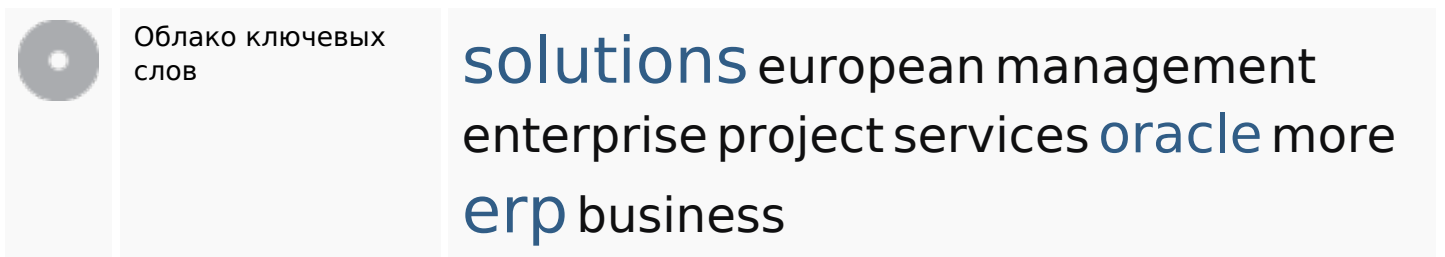 Облако ключевых
слов
solutions european management
enterprise project services oracle more
erp business